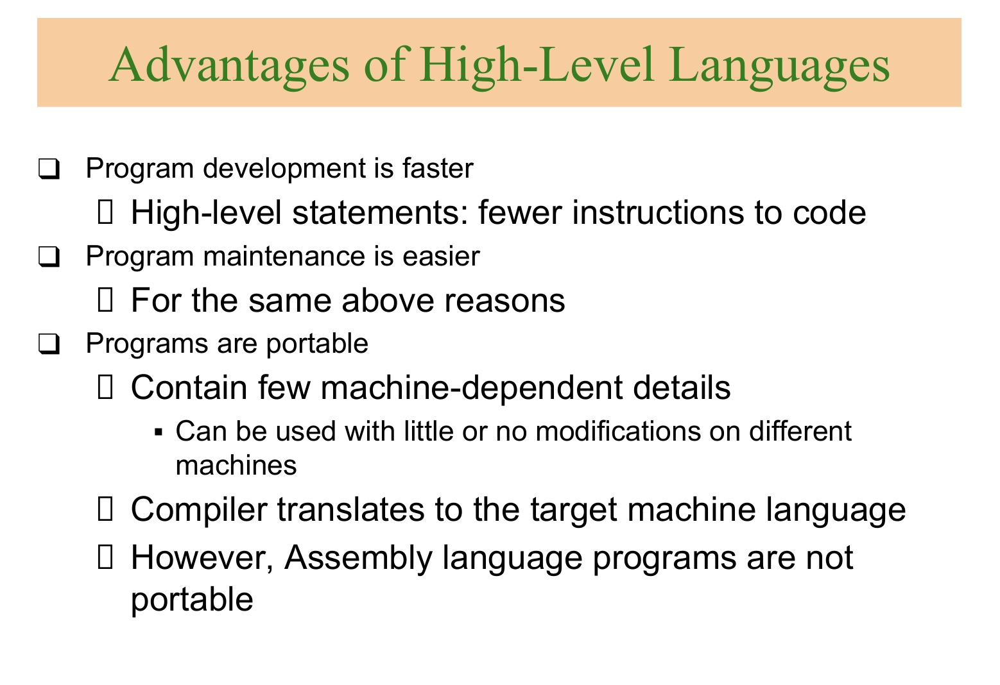 Advantages of High-Level Languages
❑ Program development is faster
▯ High-level statements: fewer instructions to code
❑ Program maintenance is easier
▯ For the same above reasons
❑ Programs are portable
▯ Contain few machine-dependent details
▪ Can be used with little or no modifications on different
machines
▯ Compiler translates to the target machine language
▯ However, Assembly language programs are not
portable